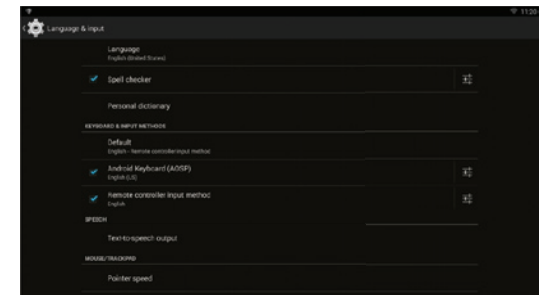 11:20
Language & input
Language
English (United States)
Spell checker
Personal dictionary
KEYBOARD & INPUT METHODS
Default
English - Remote controller input method
Android Keyboard (AOSP)
English (US)
Remote controller input method
English
SPEECH
Text-to-speech output
MOUSE/TRACKPAD
Pointer speed